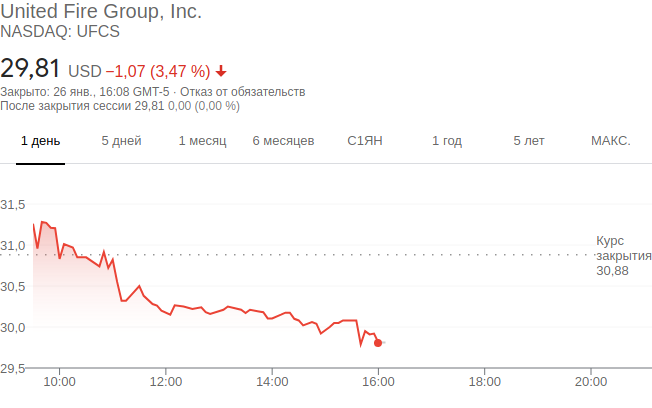 United Fire Group, Inc.
NASDAQ: UFCS
29,81 USD −1,07 (3,47 %)
Закрыто: 26 янв., 16:08 GMT-5 · Отказ от обязательств
После закрытия сессии 29,81 0,00 (0,00 %)
1 день 5 дней 1 месяц 6 месяцев С1ЯН 1 год 5 лет МАКС.
31,5
31,0
Курс
закрытия
30,88
30,5
30,0
29,5
10:00 12:00 14:00 16:00 18:00 20:00